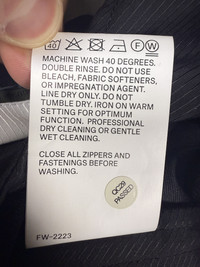 40 F W
MACHINE WASH 40 DEGREES.
DOUBLE RINSE. DO NOT USE
BLEACH, FABRIC SOFTENERS,
OR IMPREGNATION AGENT.
LINE DRY ONLY. DO NOT
TUMBLE DRY. IRON ON WARM
SETTING FOR OPTIMUM
FUNCTION. PROFESSIONAL
DRY CLEANING OR GENTLE
WET CLEANING.
CLOSE ALL ZIPPERS AND
FASTENINGS BEFORE
WASHING.
QC29
PASSED
FW-2223